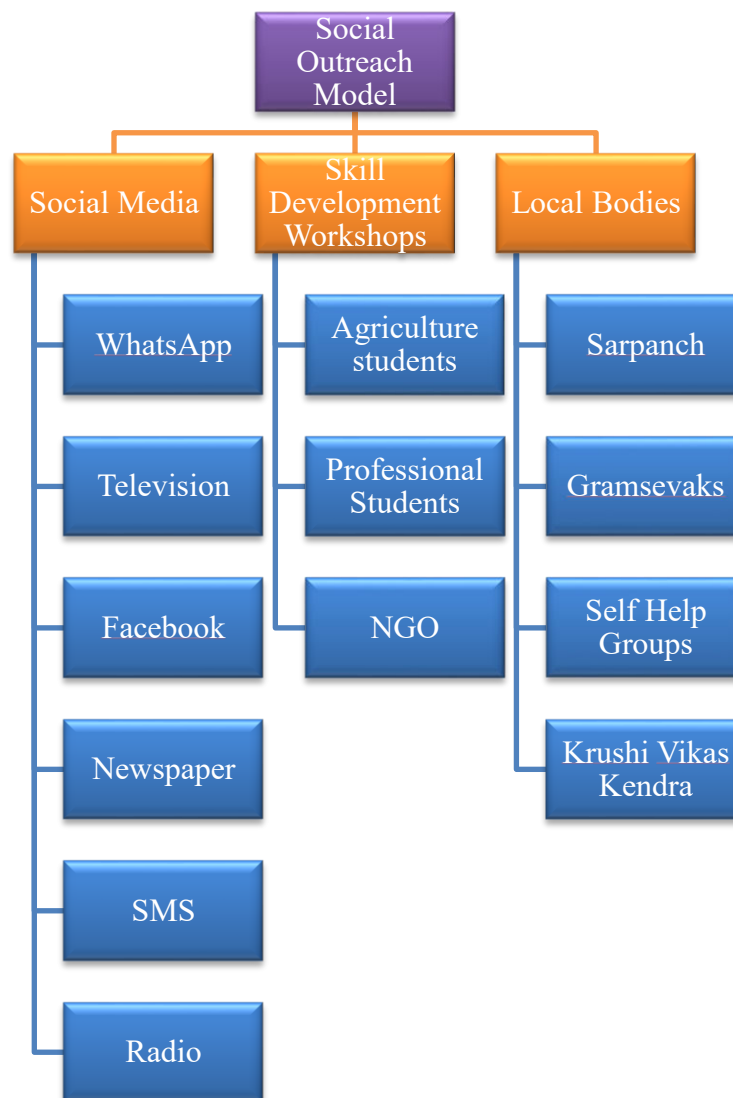 Social
Outreach
Model
Social Media
Skill
Development
Workshops
Local Bodies
WhatsApp
Television
Facebook
Newspaper
SMS
Radio
Agriculture
students
Professional
Students
NGO
Sarpanch
Gramsevaks
Self Help
Groups
Krushi Vikas
Kendra